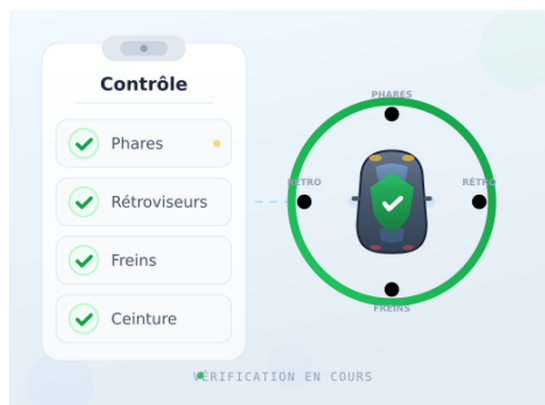 Contrôle
Phares
Rétroviseurs
Freins
Ceinture
PHARES
RÉTRO
RÉTRO
FREINS
VÉRIFICATION EN COURS